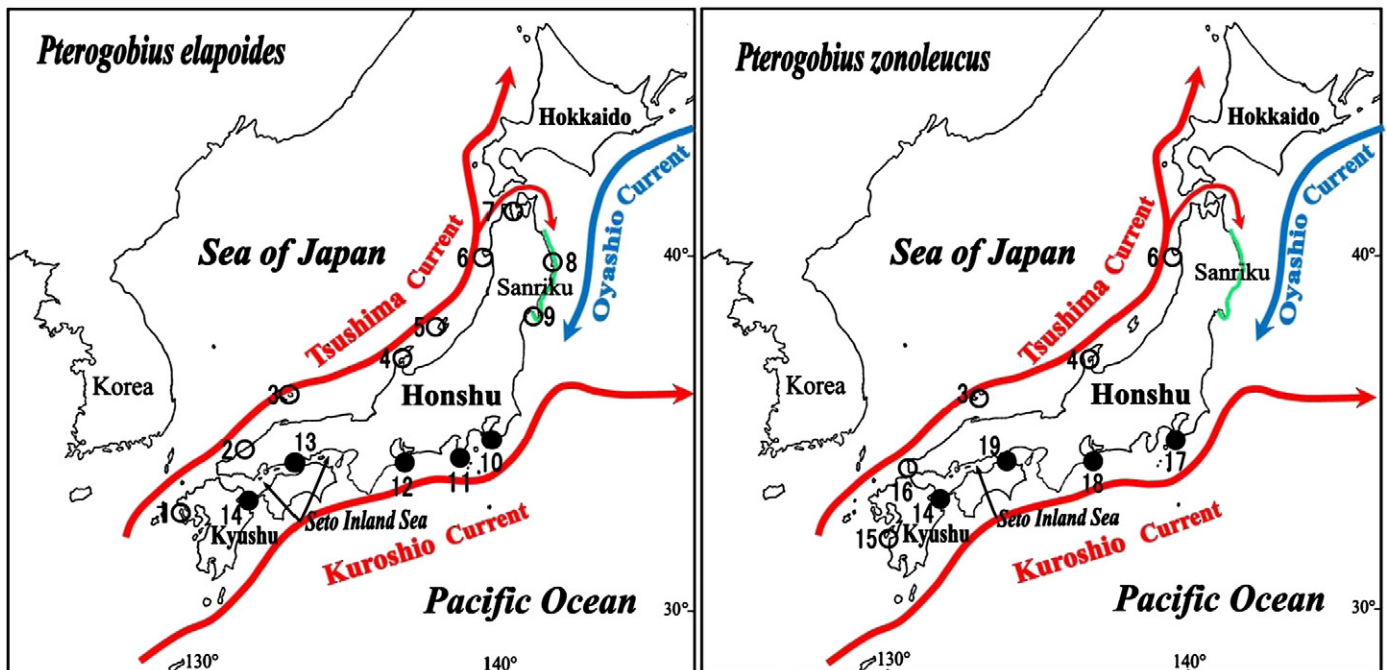 Pterogobius elapoides
Hokkaido
Oyashio Current
Sea of Japan
Tsushima Current
7
6
8
Sanriku
9
5
4
Korea
3
Honshu
2
13
10
11
12
1
14
Kyushu
Seto Inland Sea
Kuroshio Current
Pacific Ocean
40°
30°
130°
140°
Pterogobius zonoleucus
Hokkaido
Oyashio Current
Sea of Japan
Tsushima Current
6
Sanriku
4
Korea
3
Honshu
19
17
18
16
14
15
Kyushu
Seto Inland Sea
Kuroshio Current
Pacific Ocean
40°
30°
130°
140°